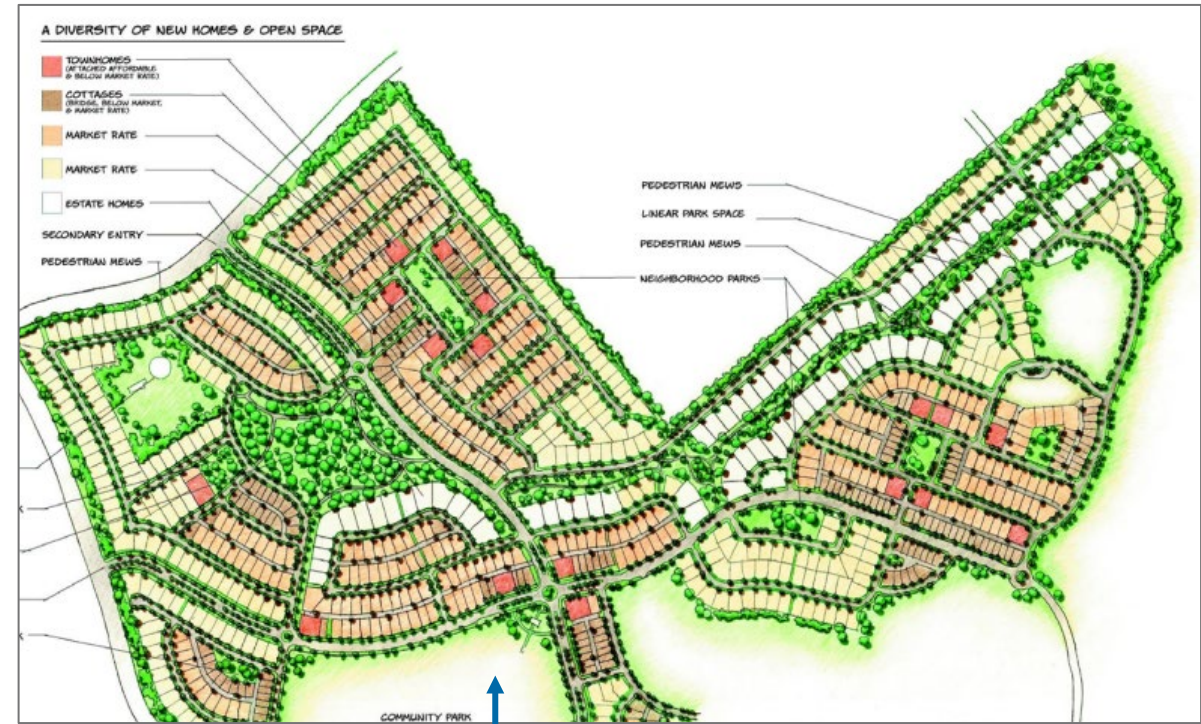 A DIVERSITY OF NEW HOMES & OPEN SPACE
TOWNHOMES
(ATTACHED AFFORDABLE
& BELOW MARKET RATE)
COTTAGES
(BRIDGE, BELOW MARKET,
& MARKET RATE)
MARKET RATE
MARKET RATE
ESTATE HOMES
SECONDARY ENTRY
PEDESTRIAN MEWS
PEDESTRIAN MEWS
LINEAR PARK SPACE
PEDESTRIAN MEWS
NEIGHBORHOOD PARKS
K
K
COMMUNITY PARK